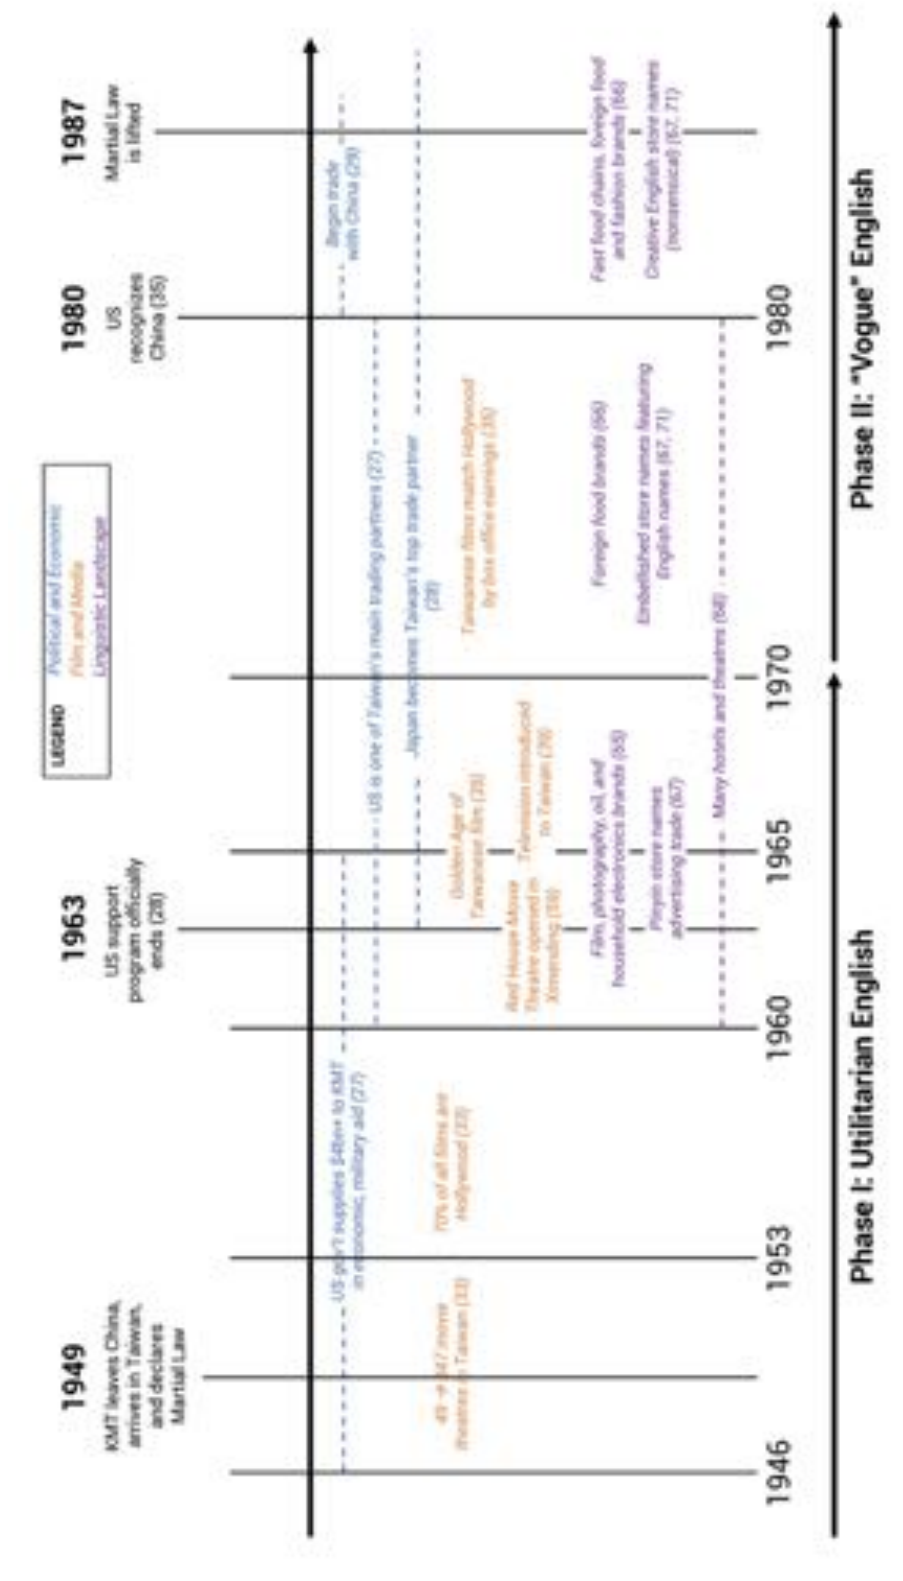 1949
KMT leaves China,
arrives in Taiwan,
and declares
Martial Law
1963
US support
program officially
ends (28)
LEGEND
Political and Economic
Film and Media
Linguistic Landscape
1980
US
recognizes
China (35)
1987
Martial Law
is lifted
US gov't supplies $4bn+ to KMT
in economic, military aid (27)
US is one of Taiwan's main trading partners (27)
Japan becomes Taiwan's top trade partner
(28)
Begin trade
with China (29)
movie
theatres in Taiwan (33)
70% of all films are
Hollywood (33)
Golden Age of
Taiwanese film
Red House Movie
Theatre opened in
Ximending
Television introduced
to Taiwan
Taiwanese films match Hollywood
by box office earnings (35)
Film, photography, oil, and
household electronics brands
Pinyin store names
advertising trade (67)
Many hotels and theatres (68)
Foreign food brands (66)
Embellished store names featuring
English names (67, 71)
Fast food chains, foreign food
and fashion brands (66)
Creative English store names
(nonsensical) (67, 71)
1946
1953
1960
1965
1970
1980
Phase I: Utilitarian English
Phase II: "Vogue" English